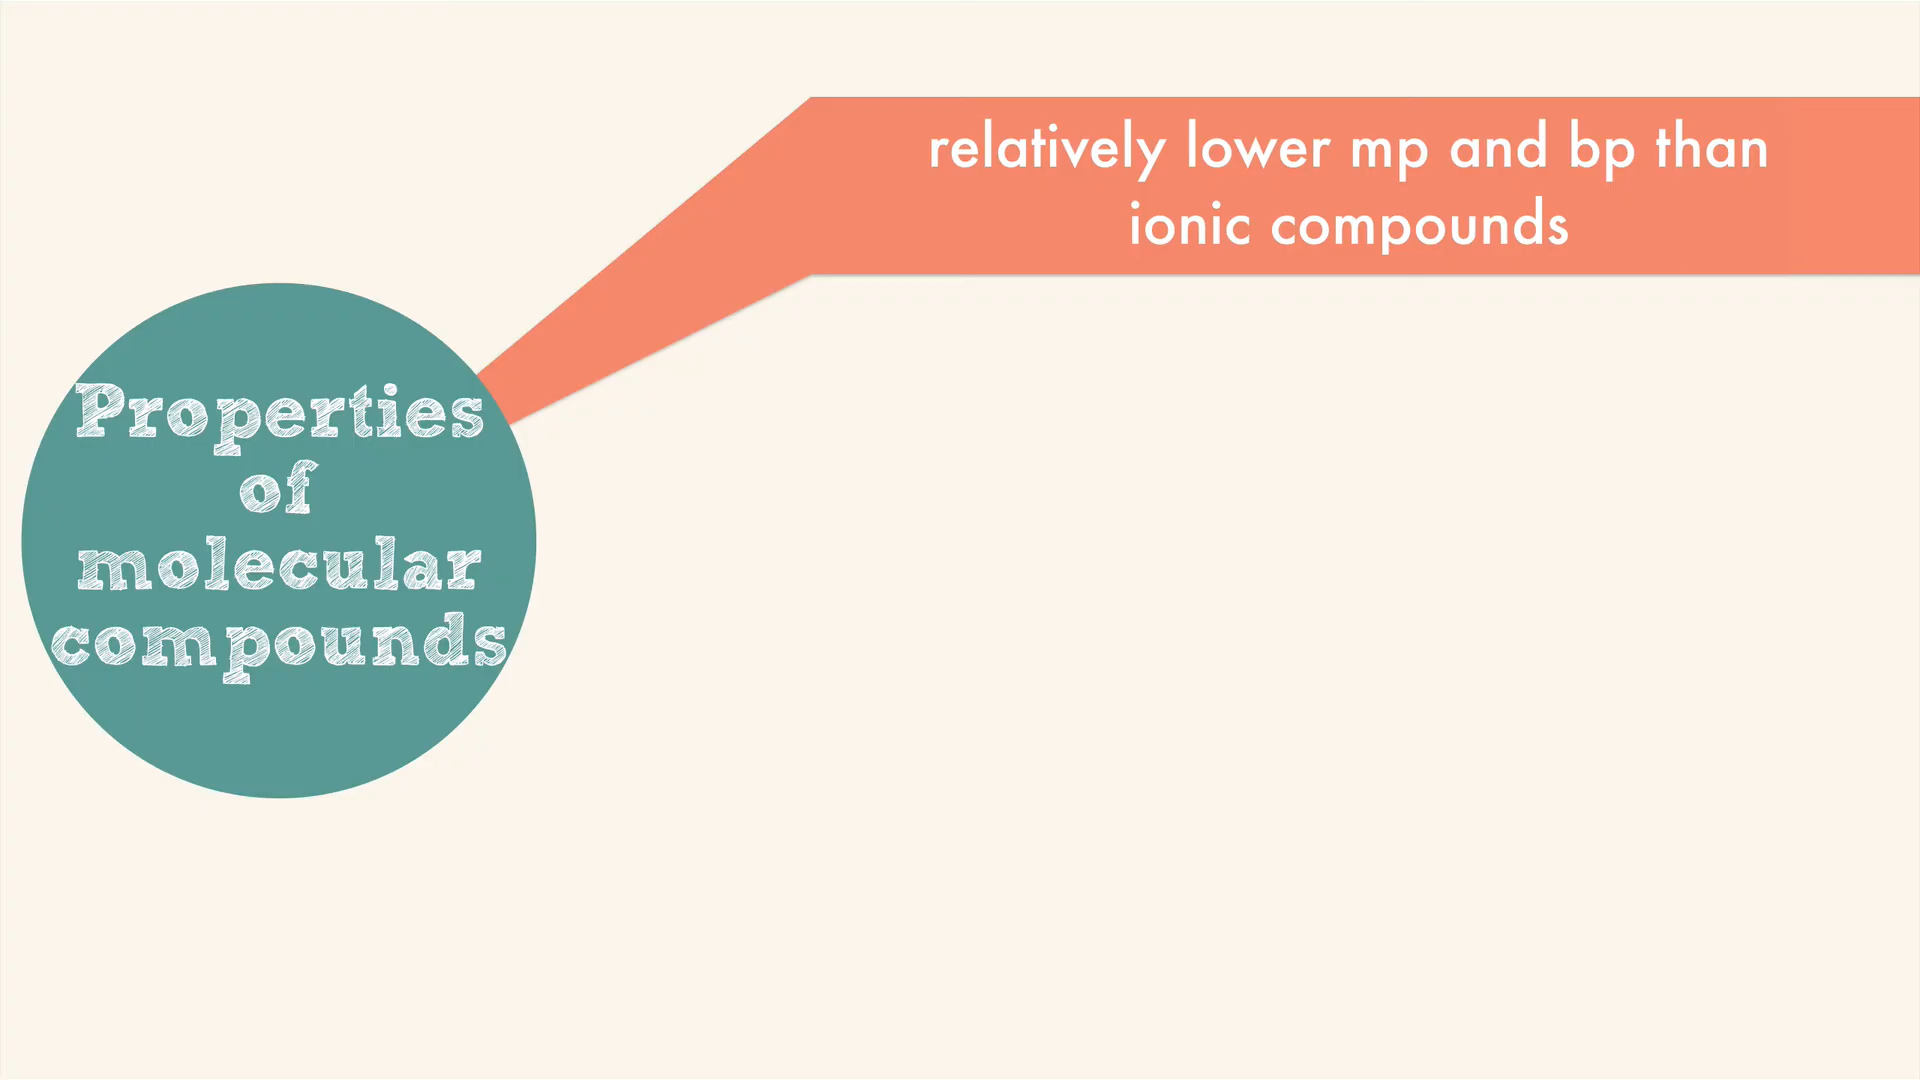 Properties
of
molecular
compounds
relatively lower mp and bp than
ionic compounds